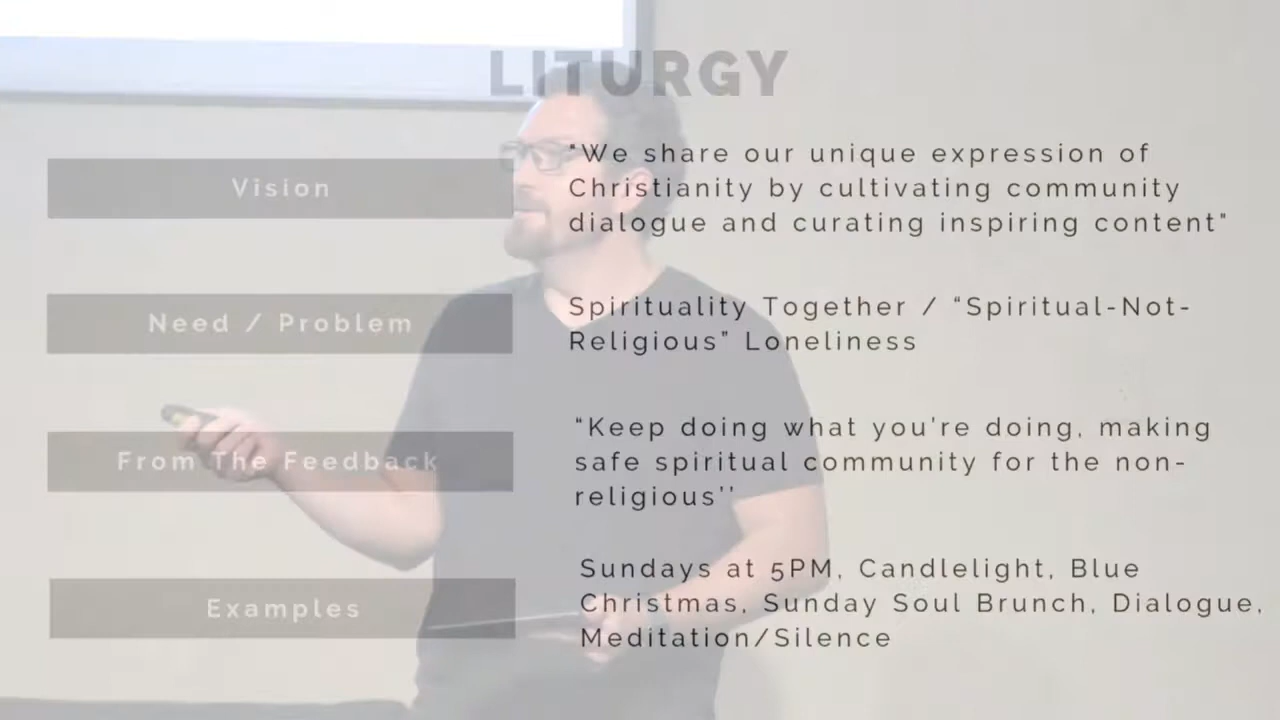 LITURGY
Vision
"We share our unique expression of
Christianity by cultivating community
dialogue and curating inspiring content"
Need / Problem
Spirituality Together / “Spiritual-Not-
Religious” Loneliness
From The Feedback
“Keep doing what you're doing, making
safe spiritual community for the non-
religious''
Examples
Sundays at 5PM, Candlelight, Blue
Christmas, Sunday Soul Brunch, Dialogue,
Meditation/Silence